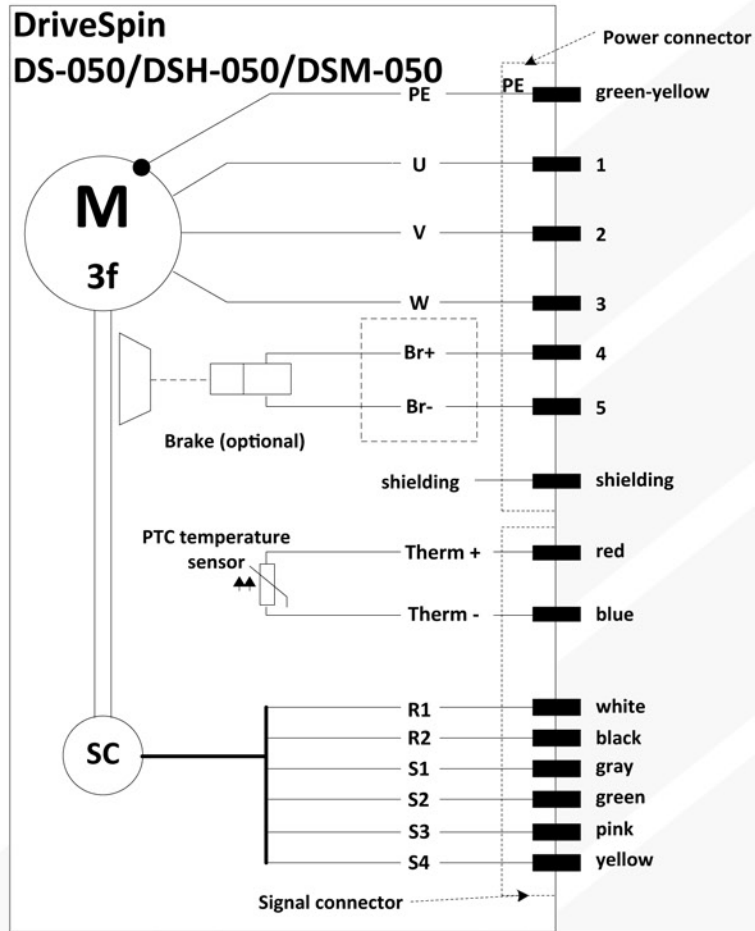 DriveSpin
DS-050/DSH-050/DSM-050
Power connector
PE PE green-yellow
U 1
M
3f
V 2
W 3
Br+ 4
Br- 5
Brake (optional)
shielding shielding
PTC temperature
sensor
Therm + red
Therm - blue
R1 white
R2 black
SC
S1 gray
S2 green
S3 pink
S4 yellow
Signal connector